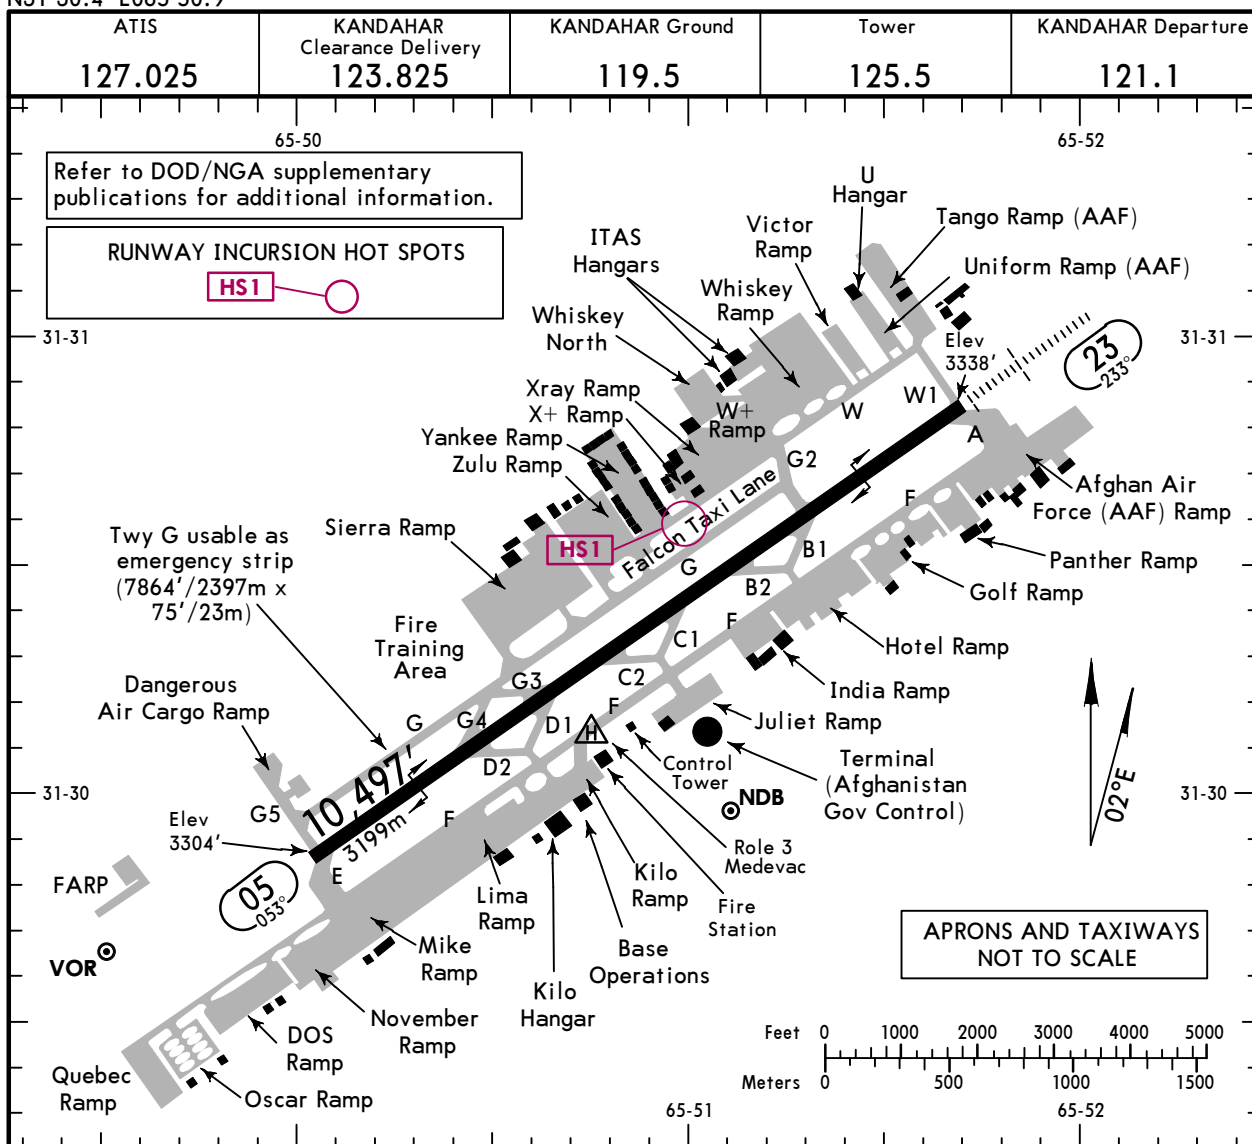 N31 30.4 E065 50.9
ATIS
127.025
KANDAHAR
Clearance Delivery
123.825
KANDAHAR Ground
119.5
Tower
125.5
KANDAHAR Departure
121.1
65-50
65-52
Refer to DOD/NGA supplementary
publications for additional information.
RUNWAY INCURSION HOT SPOTS
HS1
31-31
31-31
U
Hangar
Tango Ramp (AAF)
Victor
Ramp
ITAS
Hangars
Uniform Ramp (AAF)
Whiskey
Ramp
Whiskey
North
Elev
3338'
23
233°
Xray Ramp
X+ Ramp
W+
Ramp
W
W1
A
Yankee Ramp
Zulu Ramp
G2
F
Afghan Air
Force (AAF) Ramp
Sierra Ramp
HS1
Falcon Taxi Lane
G
B1
B2
Panther Ramp
Golf Ramp
Twy G usable as
emergency strip
(7864'/2397m x
75'/23m)
Fire
Training
Area
F
C1
C2
Hotel Ramp
India Ramp
Dangerous
Air Cargo Ramp
G3
G4
G
F
D1
H
D2
Juliet Ramp
Control
Tower
Terminal
(Afghanistan
Gov Control)
02°E
31-30
31-30
NDB
G5
10,497'
3199m
F
Elev
3304'
Role 3
Medevac
E
05
053°
FARP
Lima
Ramp
Kilo
Ramp
Fire
Station
VOR
Mike
Ramp
Base
Operations
APRONS AND TAXIWAYS
NOT TO SCALE
Kilo
Hangar
November
Ramp
DOS
Ramp
Quebec
Ramp
Oscar Ramp
Feet 0 1000 2000 3000 4000 5000
Meters 0 500 1000 1500
65-51
65-52